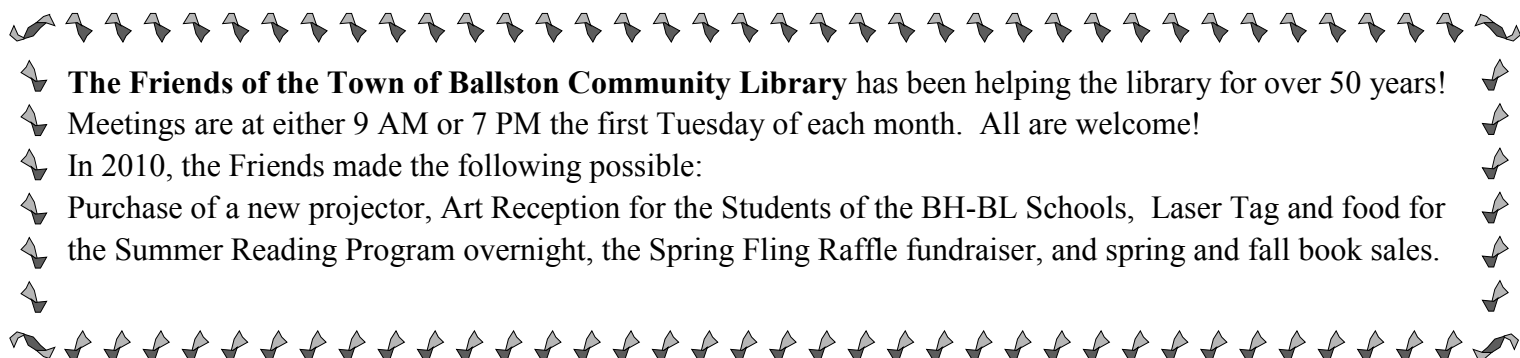 The Friends of the Town of Ballston Community Library has been helping the library for over 50 years!
Meetings are at either 9 AM or 7 PM the first Tuesday of each month.  All are welcome!
In 2010, the Friends made the following possible:
Purchase of a new projector, Art Reception for the Students of the BH-BL Schools,  Laser Tag and food for
the Summer Reading Program overnight, the Spring Fling Raffle fundraiser, and spring and fall book sales.